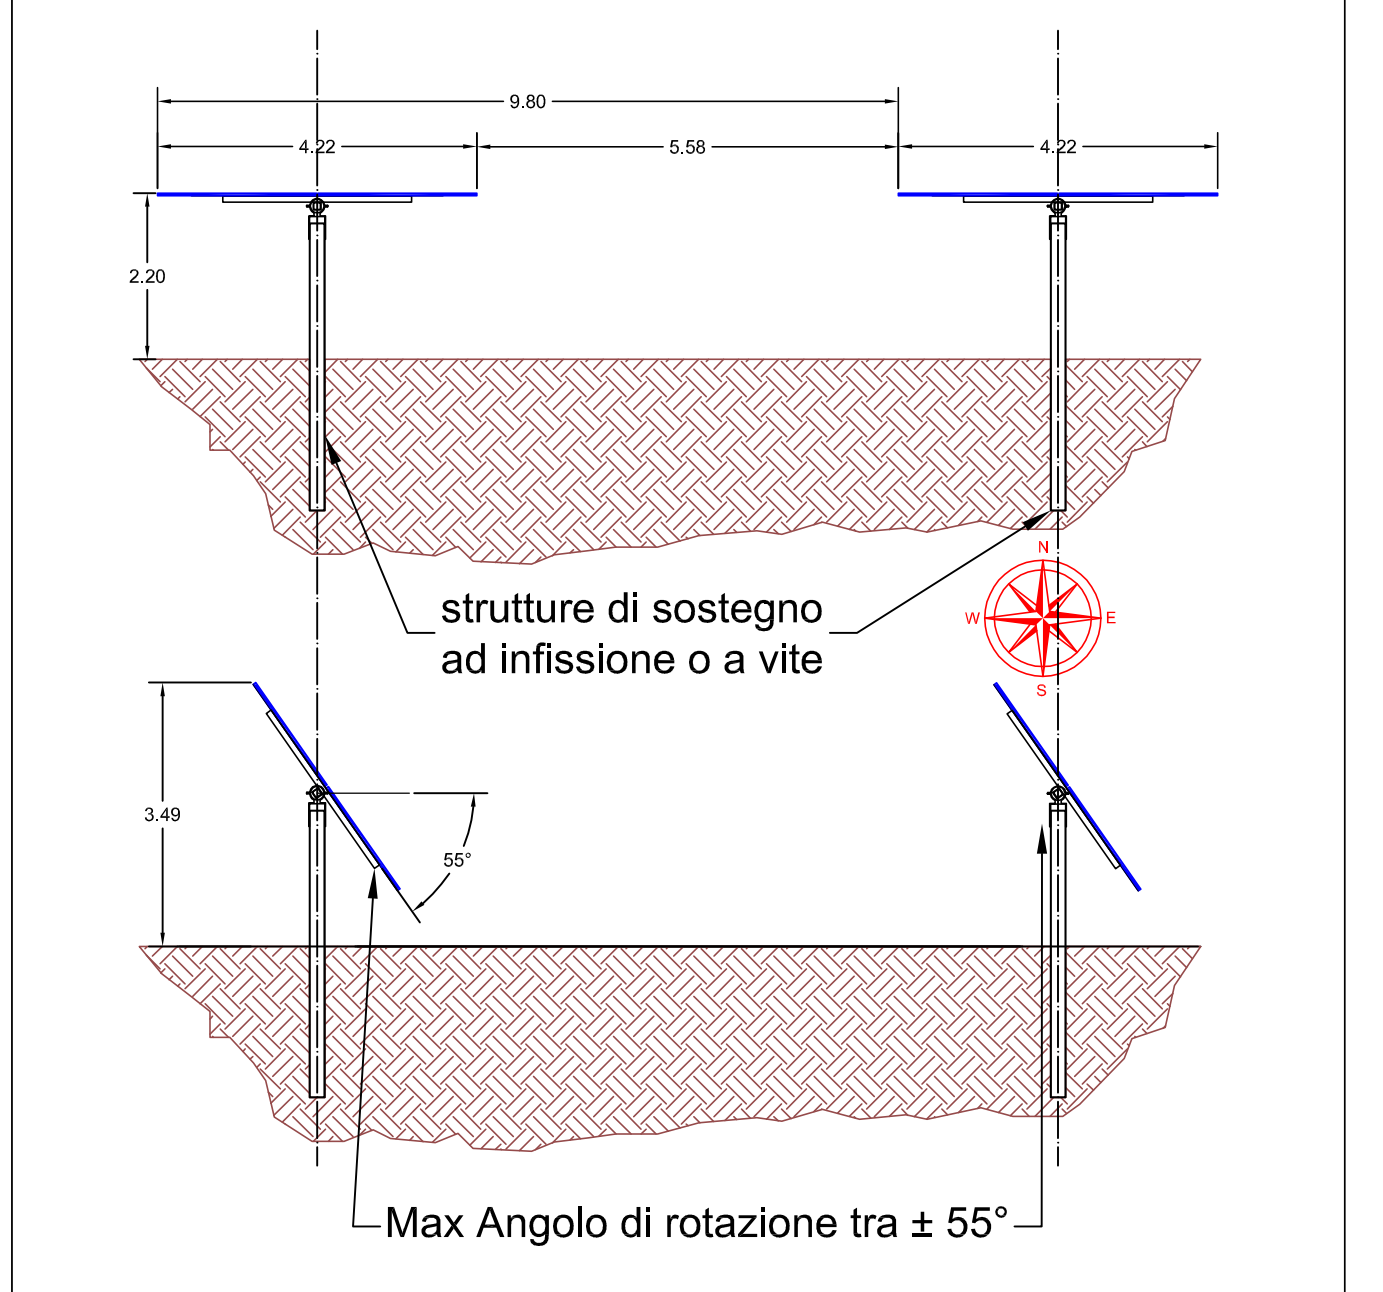 9.80
4.22
5.58
4.22
2.20
strutture di sostegno
ad infissione o a vite
N
W
E
S
3.49
55°
Max Angolo di rotazione tra ± 55°